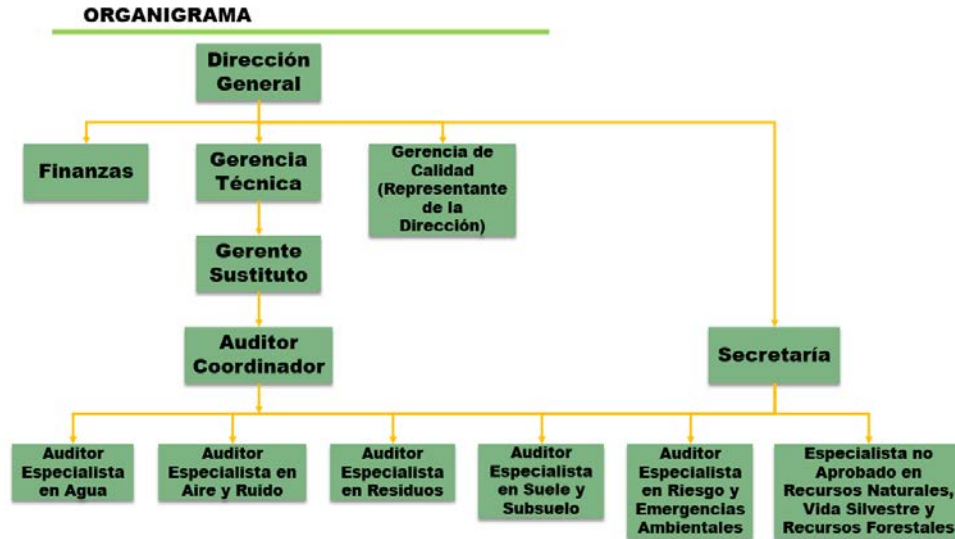 ORGANIGRAMA
Dirección
General
Finanzas
Gerencia
Técnica
Gerencia de
Calidad
(Representante
de la
Dirección)
Gerente
Sustituto
Auditor
Coordinador
Secretaría
Auditor
Especialista
en Agua
Auditor
Especialista en
Aire y Ruido
Auditor
Especialista
en Residuos
Auditor
Especialista
en Suele y
Subsuelo
Auditor
Especialista
en Riesgo y
Emergencias
Ambientales
Especialista no
Aprobado en
Recursos Naturales,
Vida Silvestre y
Recursos Forestales